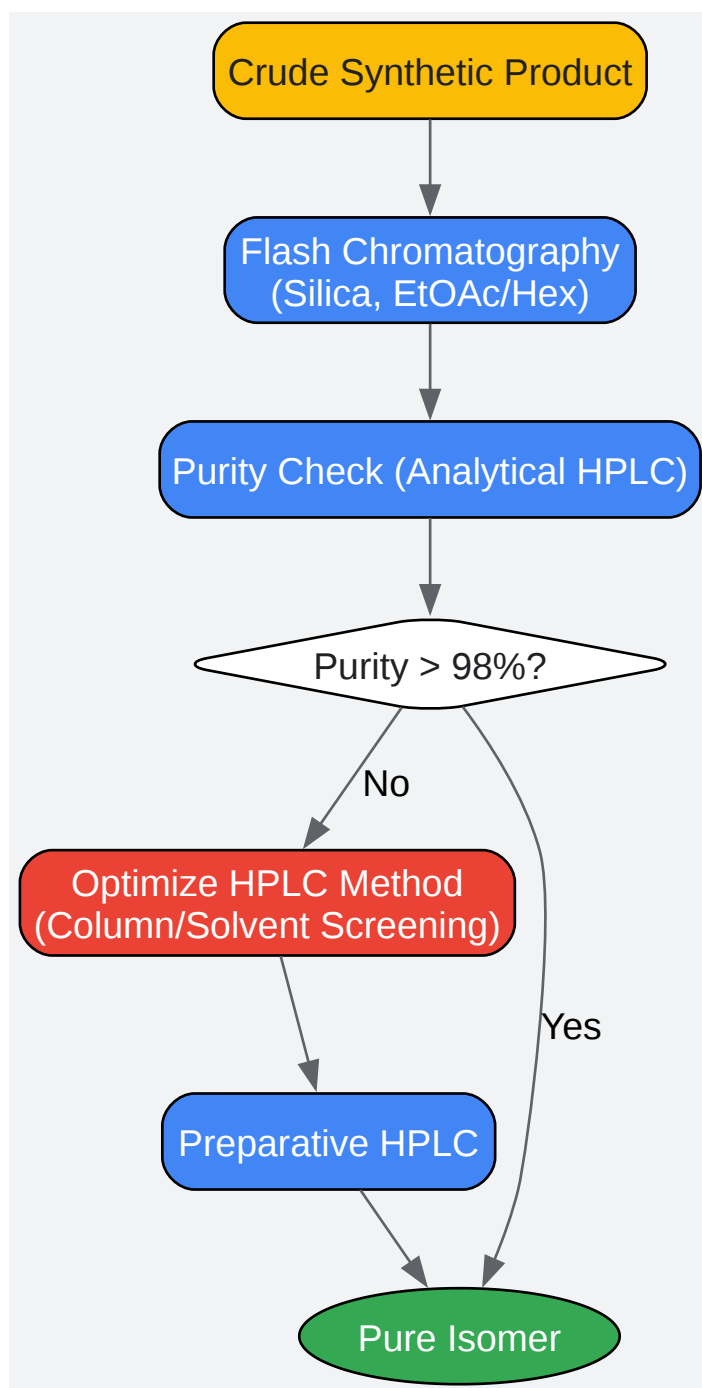 Crude Synthetic Product
Flash Chromatography
(Silica, EtOAc/Hex)
Purity Check (Analytical HPLC)
Purity > 98%?
No
Optimize HPLC Method
(Column/Solvent Screening)
Yes
Preparative HPLC
Pure Isomer